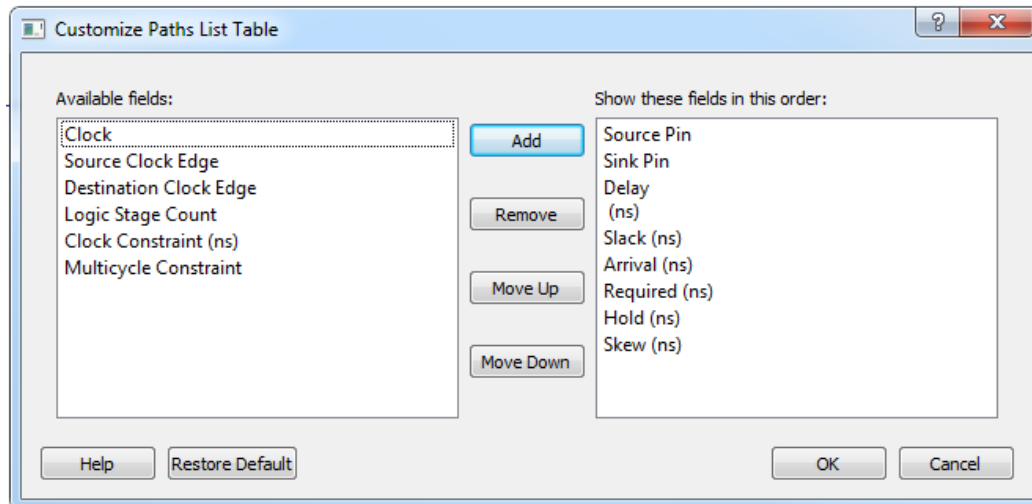 Customize Paths List Table
Available fields:
Clock
Source Clock Edge
Destination Clock Edge
Logic Stage Count
Clock Constraint (ns)
Multicycle Constraint
Add
Remove
Move Up
Move Down
Show these fields in this order:
Source Pin
Sink Pin
Delay
(ns)
Slack (ns)
Arrival (ns)
Required (ns)
Hold (ns)
Skew (ns)
Help
Restore Default
OK
Cancel